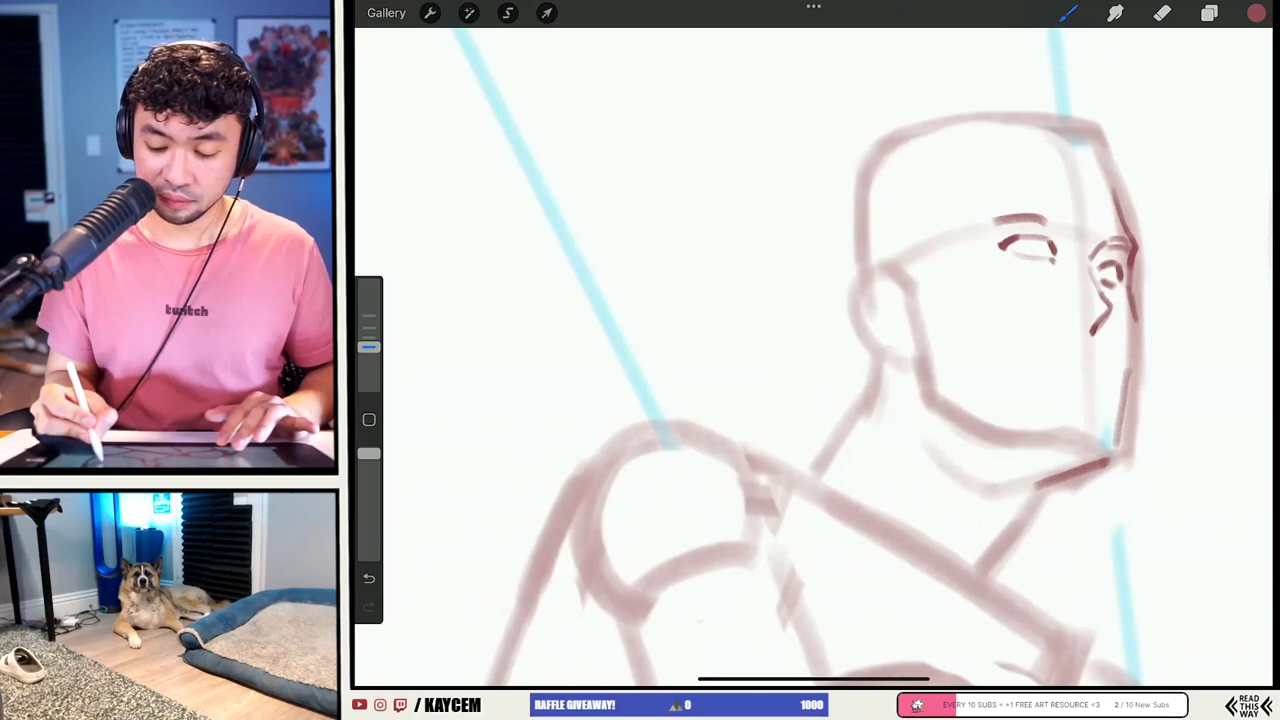 Gallery
twitch
/ KAYCEM
RAFFLE GIVEAWAY!
0
1000
EVERY 10 SUBS = +1 FREE ART RESOURCE <3
2 / 10 New Subs
READ
THIS
WAY